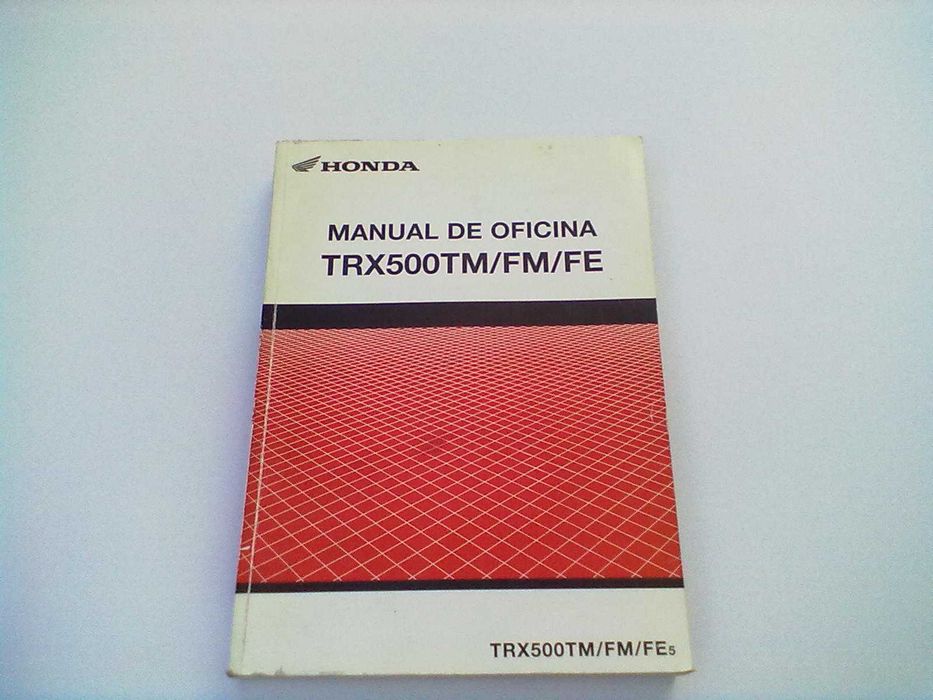 HONDA
MANUAL DE OFICINA
TRX500TM/FM/FE
TRX500TM/FM/FE5